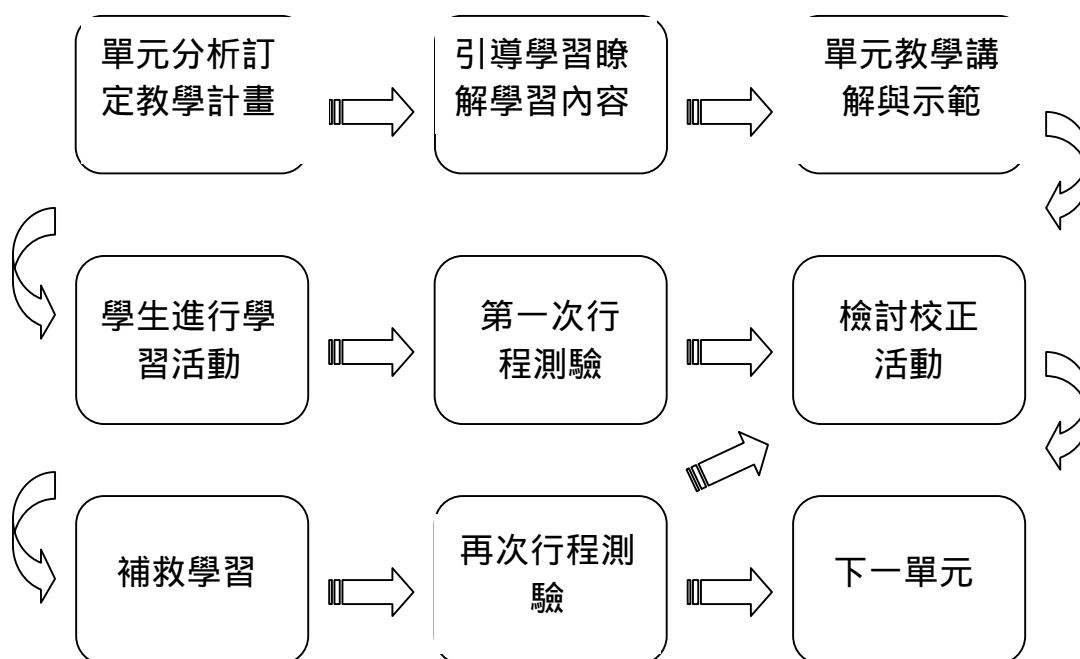 單元分析訂
定教學計畫
引導學習瞭
解學習內容
單元教學講
解與示範
學生進行學
習活動
第一次行
程測驗
檢討校正
活動
補救學習
再次行程測
驗
下一單元